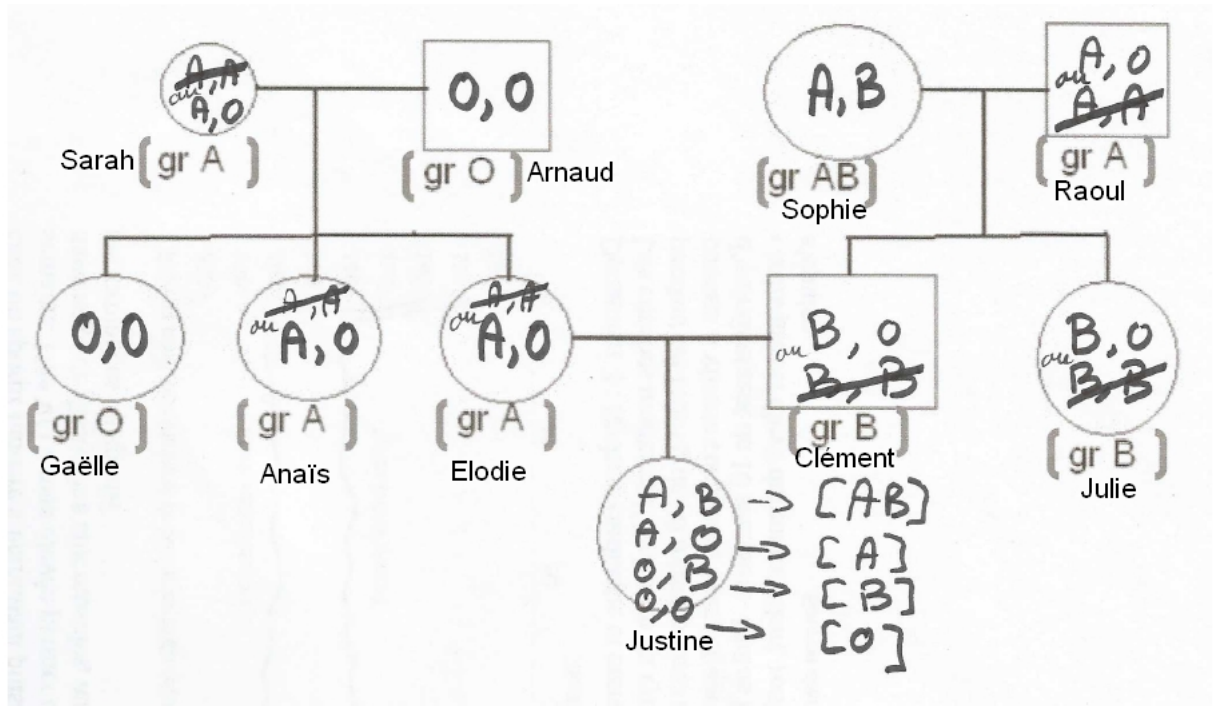 A,A
ou
A,O
Sarah [gr A]
O,O
[gr O] Arnaud
A,B
[gr AB]
Sophie
A,O
ou
A,A
[gr A]
Raoul
O,O
[gr O]
Gaëlle
A,A
ou
A,O
[gr A]
Anaïs
A,A
ou
A,O
[gr A]
Elodie
B,O
ou
B,B
[gr B]
Clément
B,O
ou
B,B
[gr B]
Julie
A,B → [AB]
A,O → [A]
O,B → [B]
O,O → [O]
Justine